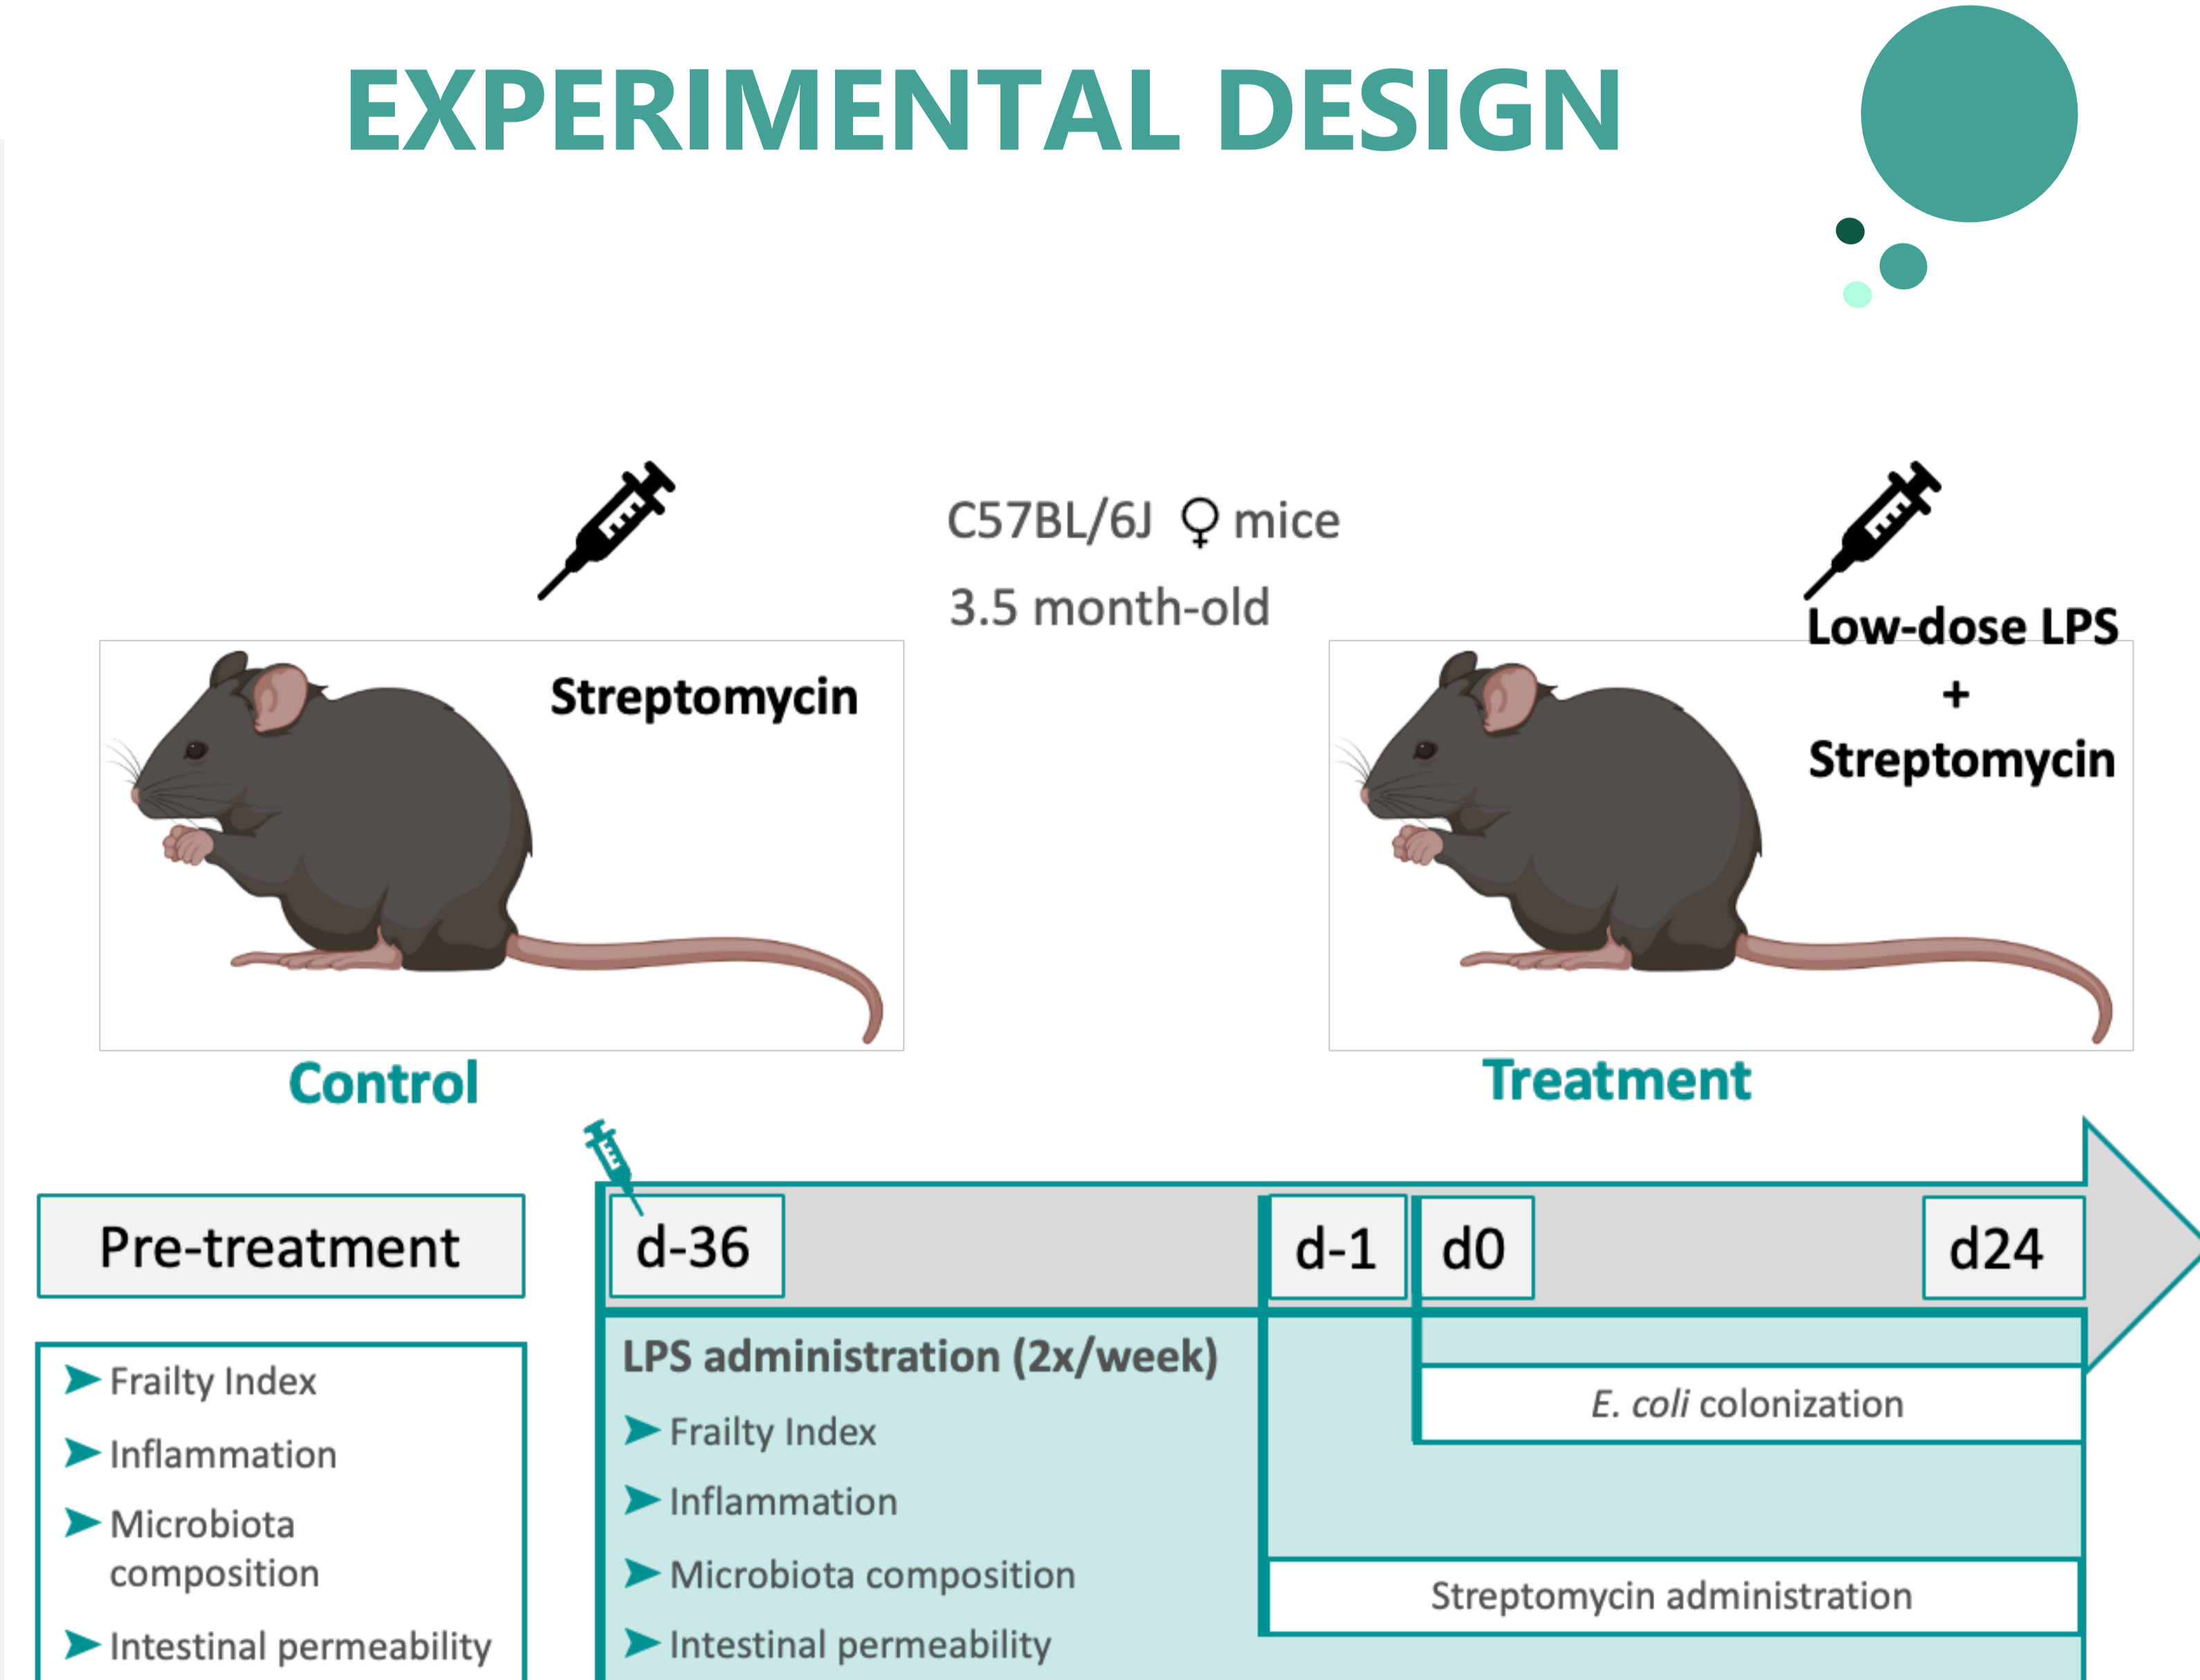 EXPERIMENTAL DESIGN
C57BL/6J ♀ mice
3.5 month-old
Streptomycin
Low-dose LPS
+
Streptomycin
Control
Treatment
Pre-treatment
d-36
d-1
d0
d24
➤ Frailty Index
➤ Inflammation
➤ Microbiota
composition
➤ Intestinal permeability
LPS administration (2x/week)
➤ Frailty Index
➤ Inflammation
➤ Microbiota composition
➤ Intestinal permeability
E. coli colonization
Streptomycin administration